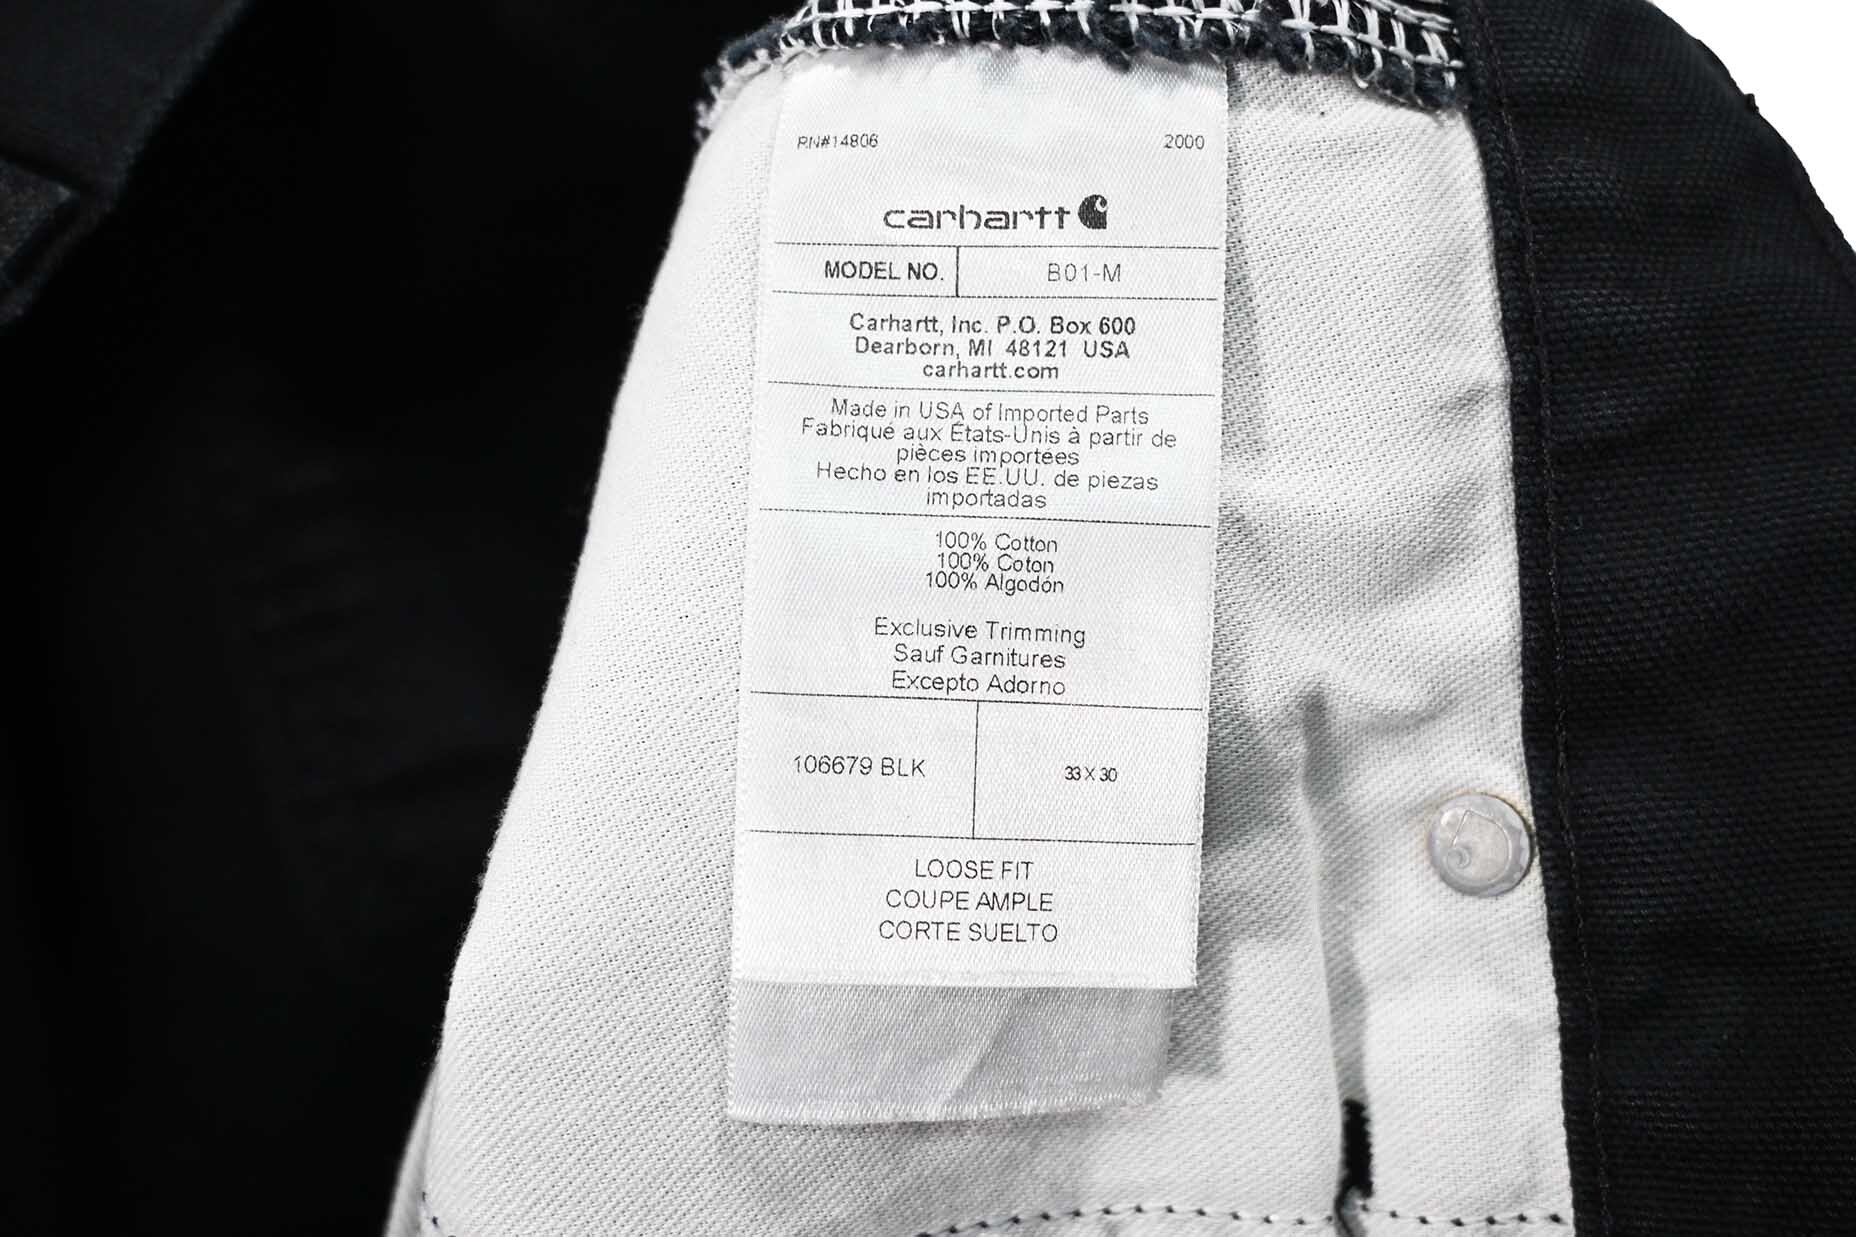 RN#14806 2000
carhartt
MODEL NO. B01-M
Carhartt, Inc. P.O. Box 600
Dearborn, MI 48121 USA
carhartt.com
Made in USA of Imported Parts
Fabriqué aux États-Unis à partir de
pièces importées
Hecho en los EE.UU. de piezas
importadas
100% Cotton
100% Coton
100% Algodón
Exclusive Trimming
Sauf Garnitures
Excepto Adorno
106679 BLK 33 X 30
LOOSE FIT
COUPE AMPLE
CORTE SUELTO